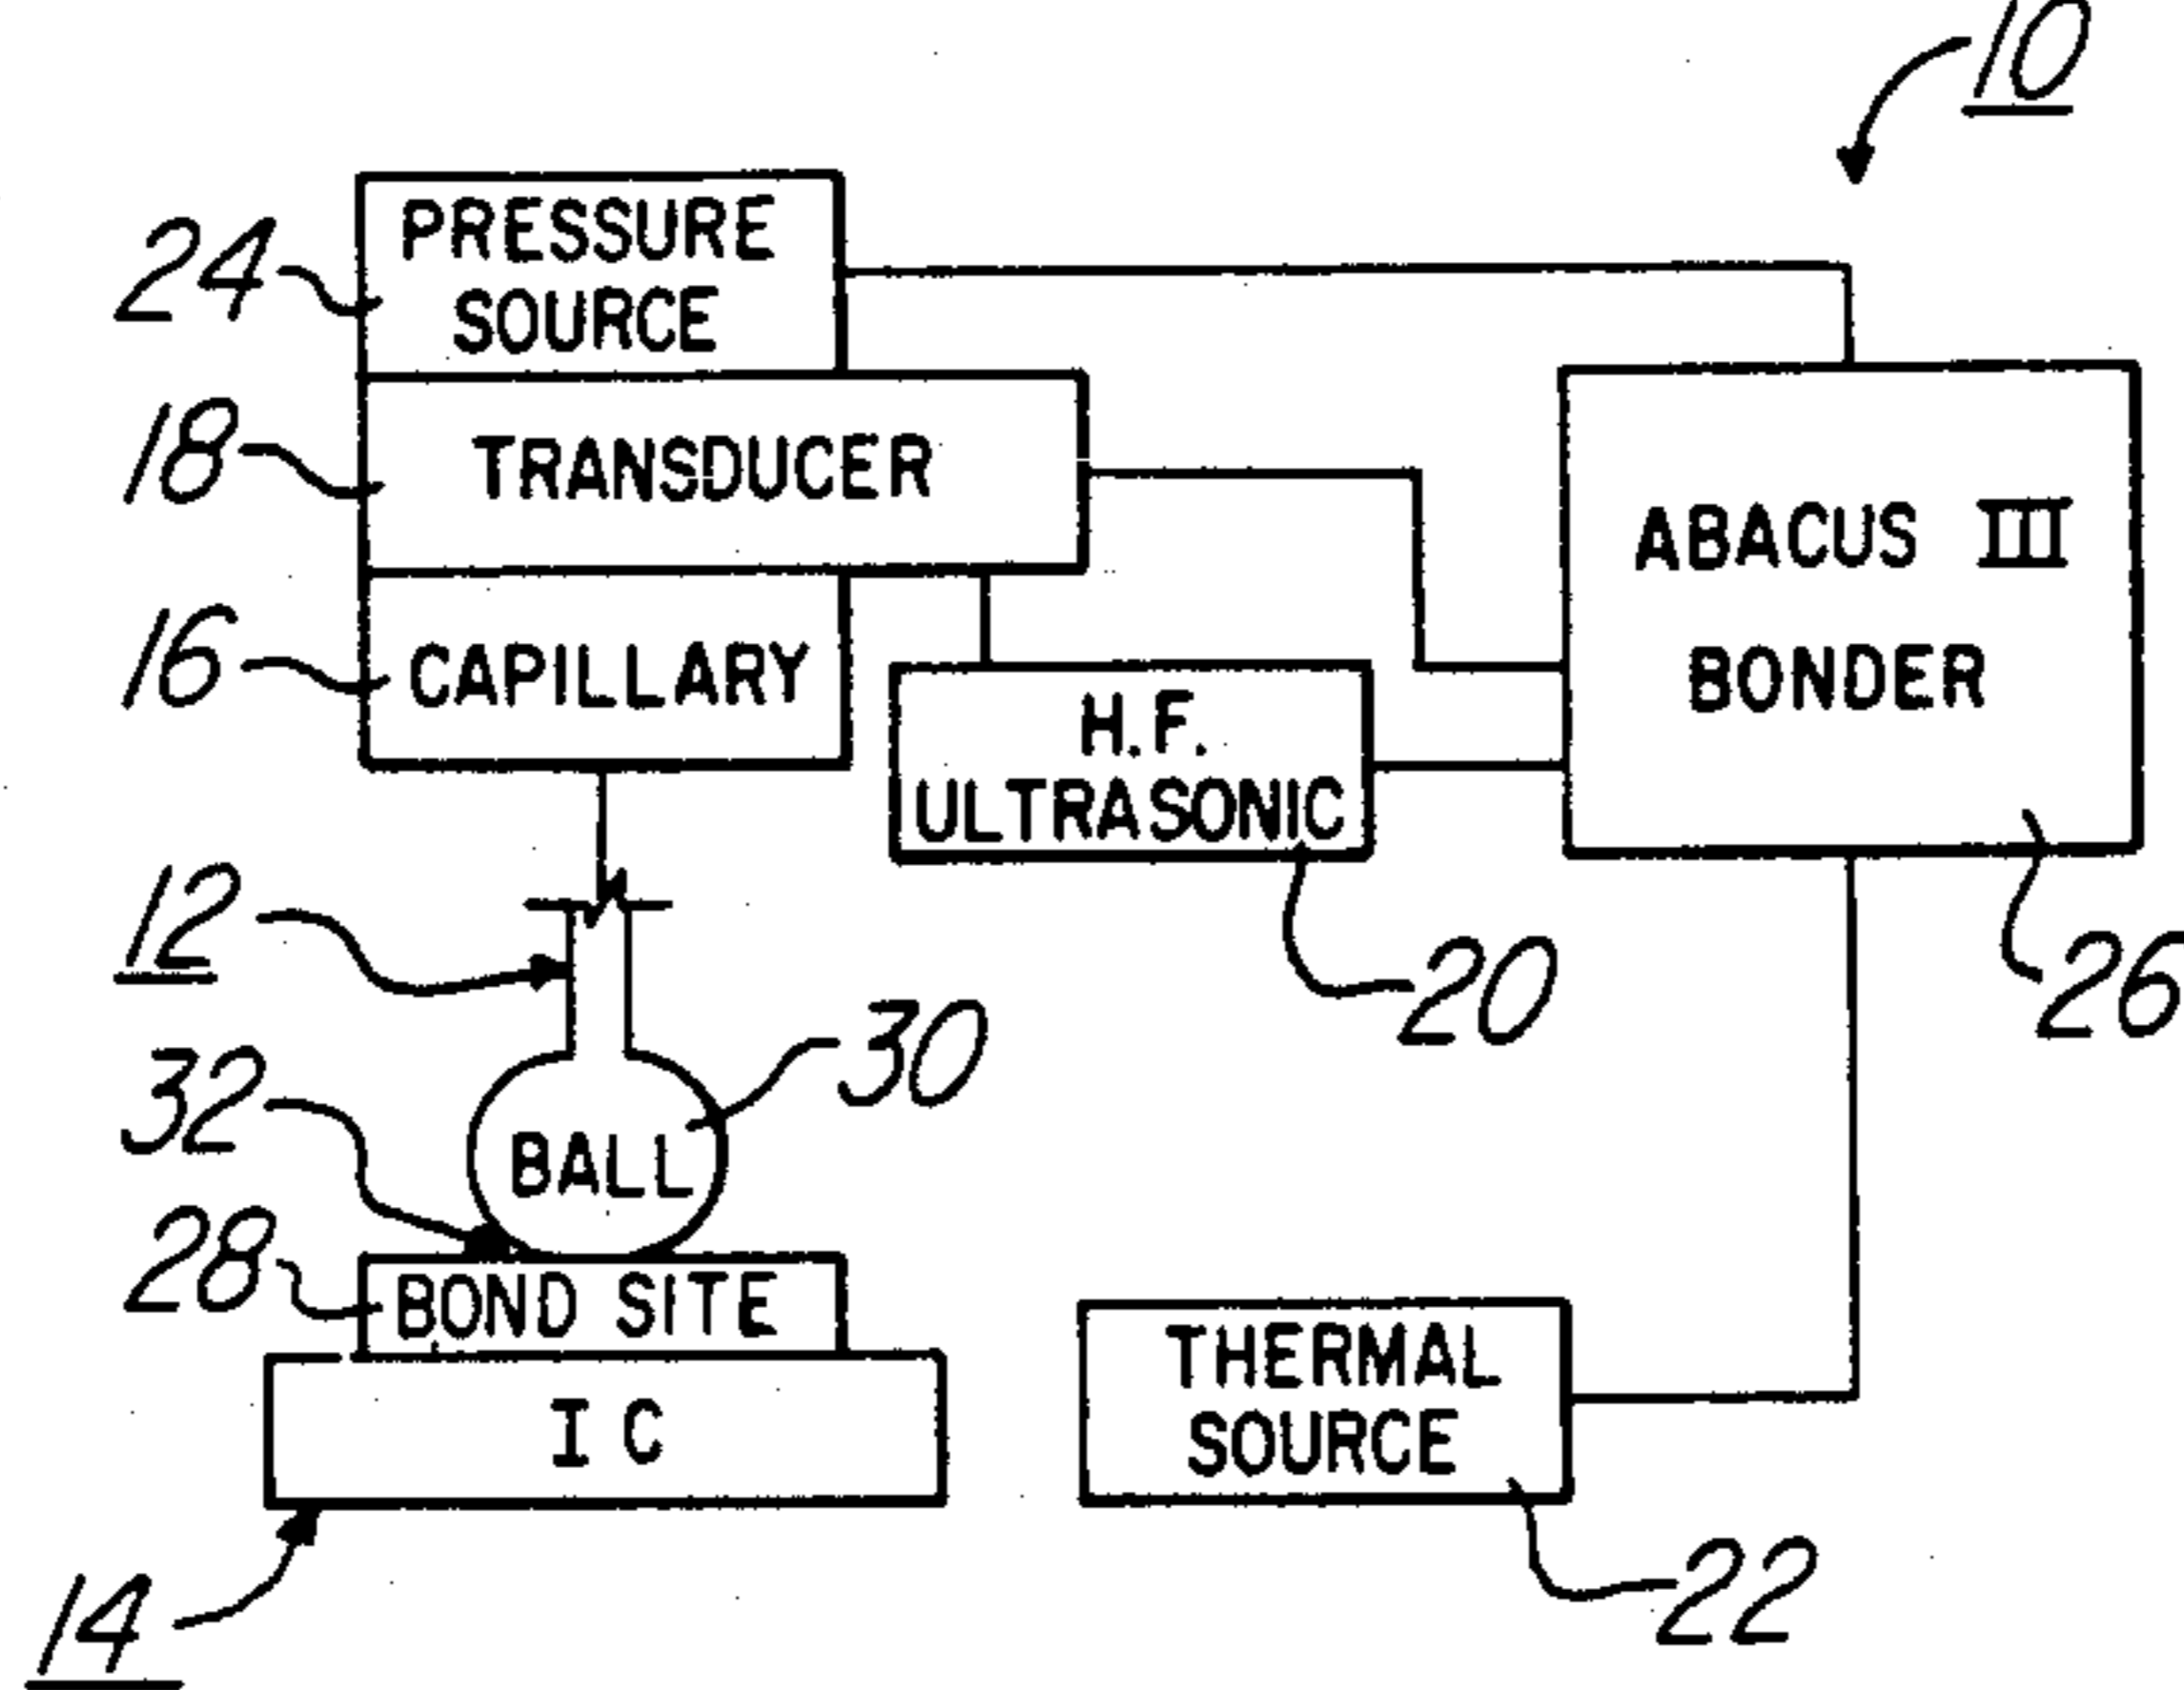 10
PRESSURE
SOURCE
24
TRANSDUCER
18
ABACUS III
BONDER
CAPILLARY
16
H.F.
ULTRASONIC
12
20
26
30
32
BALL
28
BOND SITE
THERMAL
SOURCE
IC
22
14